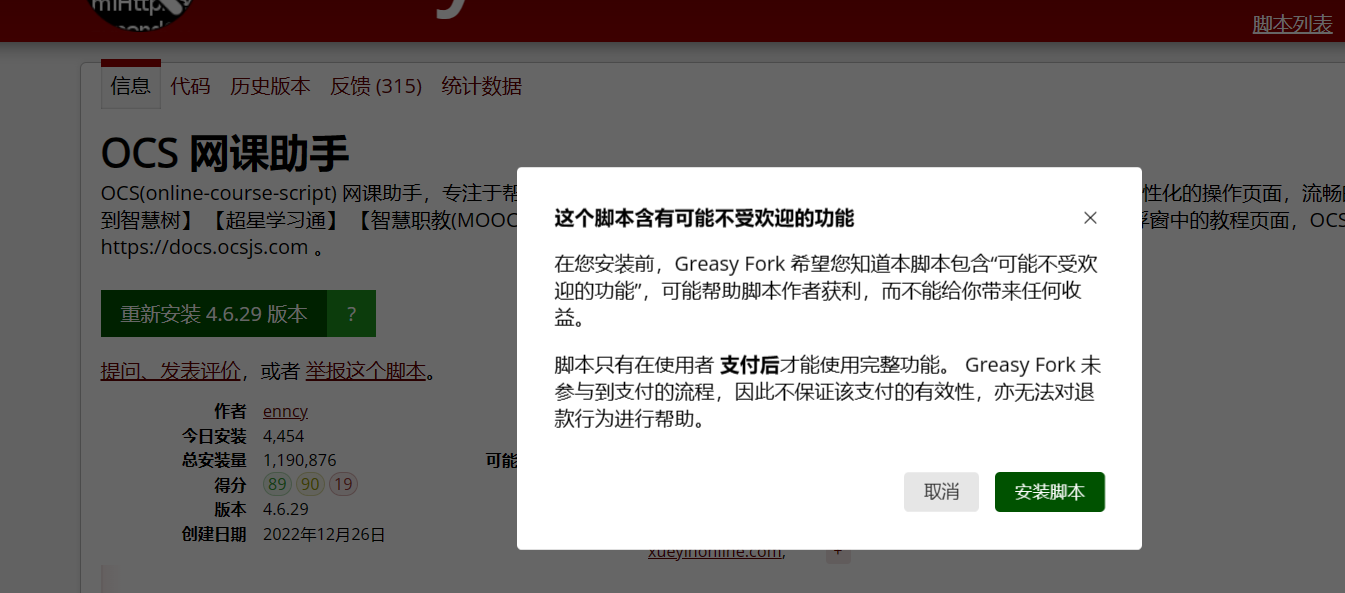 脚本列表
信息 代码 历史版本 反馈 (315) 统计数据
OCS 网课助手
OCS(online-course-script) 网课助手，专注于帮
性化的操作页面，流畅
到智慧树】 【超星学习通】 【智慧职教(MOOC
窗中的教程页面，OCS
https://docs.ocsjs.com 。
重新安装 4.6.29 版本 ?
提问、发表评价，或者 举报这个脚本。
作者 enncy
今日安装 4,454
总安装量 1,190,876
可能
得分 89 90 19
版本 4.6.29
创建日期 2022年12月26日
这个脚本含有可能不受欢迎的功能
在您安装前，Greasy Fork 希望您知道本脚本包含“可能不受欢
迎的功能”，可能帮助脚本作者获利，而不能给你带来任何收
益。
脚本只有在使用者 支付后才能使用完整功能。 Greasy Fork 未
参与到支付的流程，因此不保证该支付的有效性，亦无法对退
款行为进行帮助。
取消 安装脚本
xueyinonline.com, +